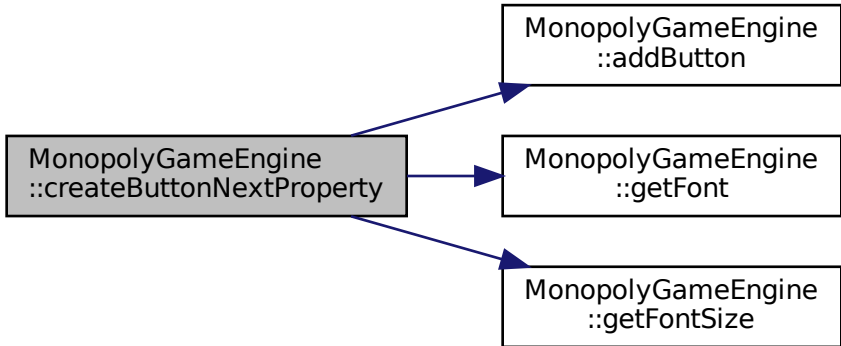 MonopolyGameEngine
::createButtonNextProperty
MonopolyGameEngine
::addButton
MonopolyGameEngine
::getFont
MonopolyGameEngine
::getFontSize